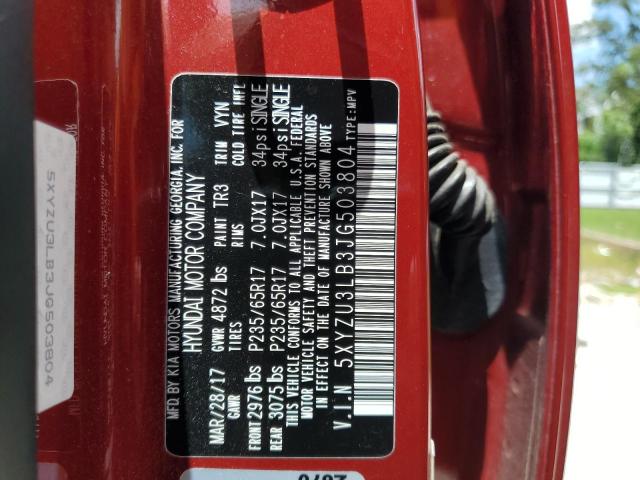 MFD. BY KIA MOTORS MANUFACTURING GEORGIA, INC. FOR
HYUNDAI MOTOR COMPANY
MAR/28/17 PAINT TR3 TRIM VYN
GAWR GVWR 4872 lbs TIRES RIMS COLD TIRE INFL
FRONT 2976 lbs P235/65R17 7.0JX17 34psi SINGLE
REAR 3075 lbs P235/65R17 7.0JX17 34psi SINGLE
THIS VEHICLE CONFORMS TO ALL APPLICABLE U.S.A. FEDERAL
MOTOR VEHICLE SAFETY AND THEFT PREVENTION STANDARDS
IN EFFECT ON THE DATE OF MANUFACTURE SHOWN ABOVE
V.I.N 5XYZU3LB3JG503804 TYPE:MPV
5XYZU3LB3JG503804